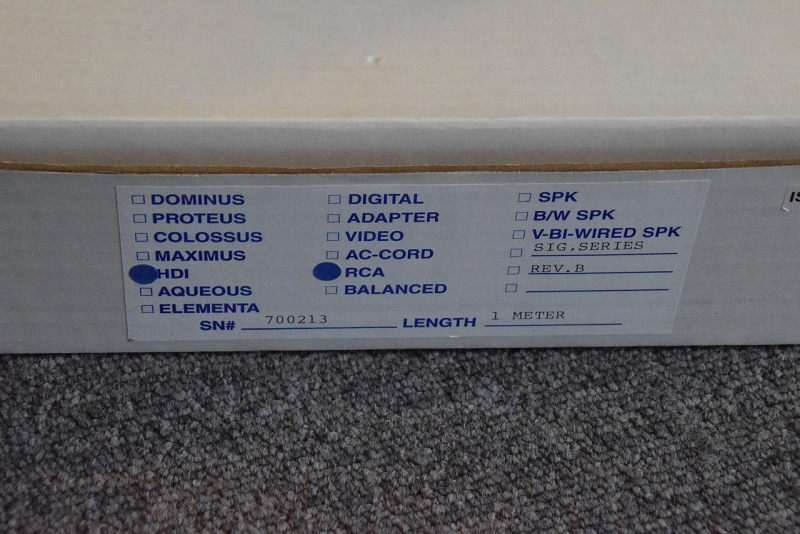 DOMINUS
PROTEUS
COLOSSUS
MAXIMUS
HDI
AQUEOUS
ELEMENTA
DIGITAL
ADAPTER
VIDEO
AC-CORD
RCA
BALANCED
SPK
B/W SPK
V-BI-WIRED SPK
SIG.SERIES
REV.B
SN# 700213 LENGTH 1 METER